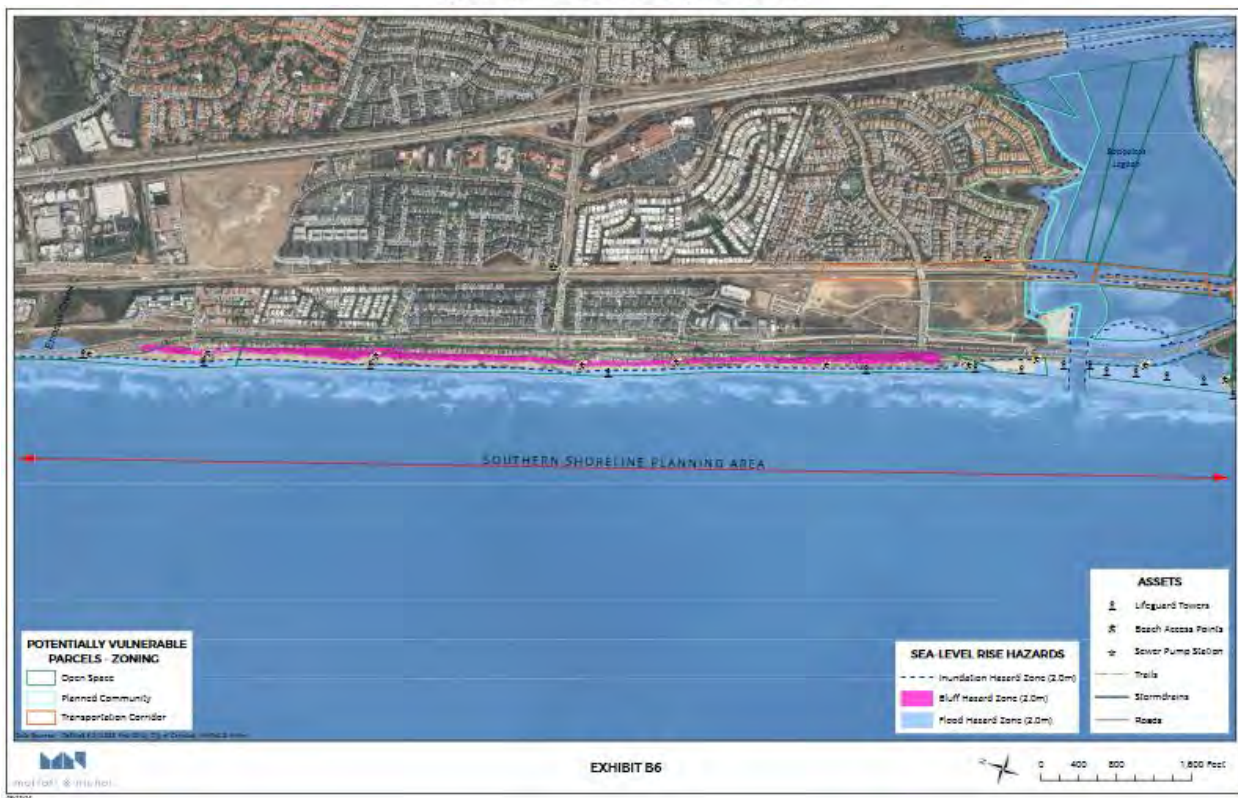 Lagoon
SOUTHERN SHORELINE PLANNING AREA
POTENTIALLY VULNERABLE
PARCELS - ZONING
Open Space
Planned Community
Transportation Corridor
SEA-LEVEL RISE HAZARDS
Inundation Hazard Zone (2.0m)
Bluff Hazard Zone (2.0m)
Flood Hazard Zone (2.0m)
ASSETS
Lifeguard Towers
Beach Access Points
Sewer Pump Station
Trails
Stormdrains
Roads
moffatt & nichol
EXHIBIT B6
0 400 800 1,600 Feet